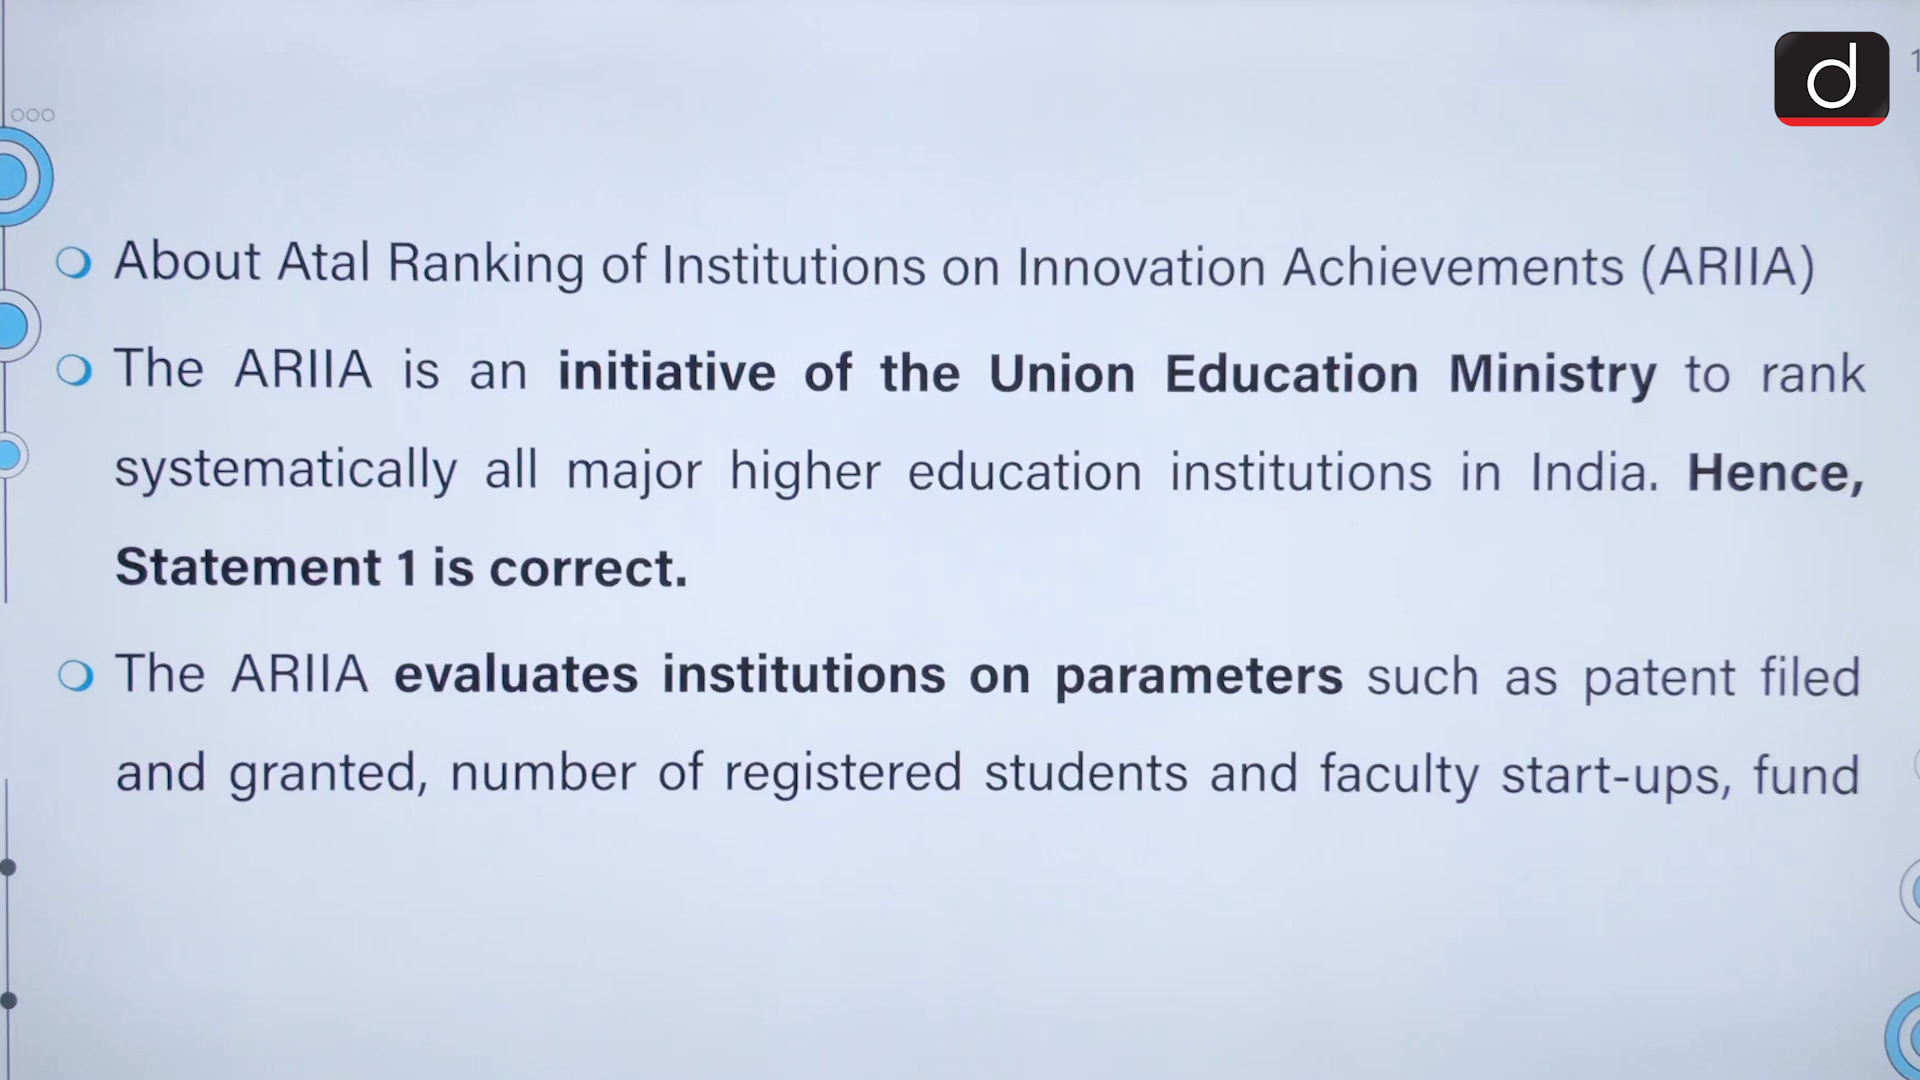 d
1
About Atal Ranking of Institutions on Innovation Achievements (ARIIA)
The ARIIA is an initiative of the Union Education Ministry to rank
systematically all major higher education institutions in India. Hence,
Statement 1 is correct.
The ARIIA evaluates institutions on parameters such as patent filed
and granted, number of registered students and faculty start-ups, fund